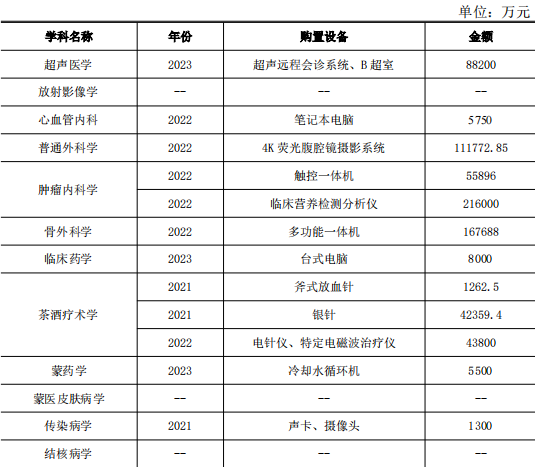 单位：万元
学科名称 年份 购置设备 金额
超声医学 2023 超声远程会诊系统、B 超室 88200
放射影像学 -- -- --
心血管内科 2022 笔记本电脑 5750
普通外科学 2022 4K 荧光腹腔镜摄影系统 111772.85
肿瘤内科学 2022 触控一体机 55896
2022 临床营养检测分析仪 216000
骨外科学 2022 多功能一体机 167688
临床药学 2023 台式电脑 8000
茶酒疗术学 2021 斧式放血针 1262.5
2021 银针 42359.4
2022 电针仪、特定电磁波治疗仪 43800
蒙药学 2023 冷却水循环机 5500
蒙医皮肤病学 -- -- --
传染病学 2021 声卡、摄像头 1300
结核病学 -- -- --